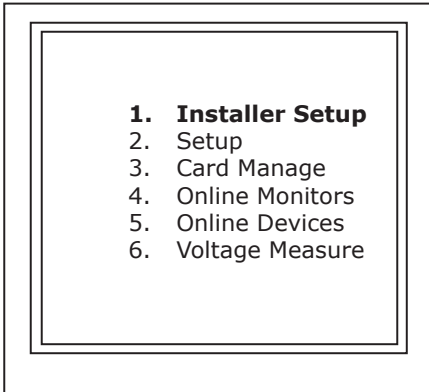 1. Installer Setup
2. Setup
3. Card Manage
4. Online Monitors
5. Online Devices
6. Voltage Measure